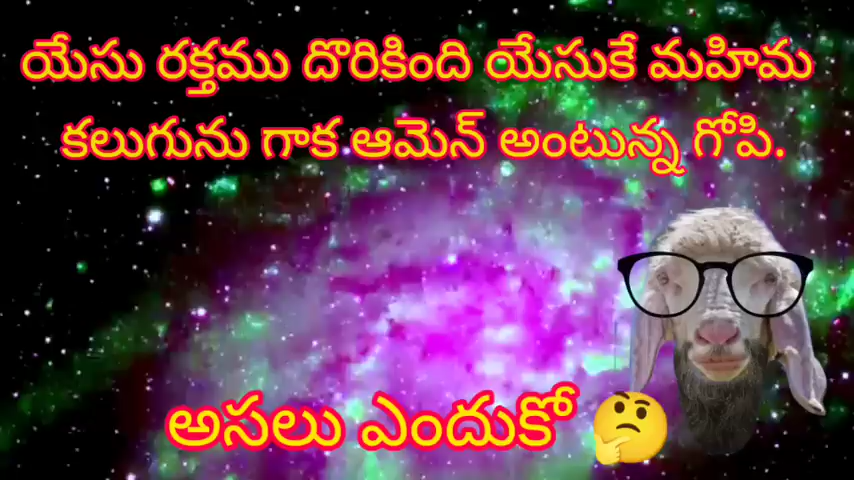 యేసు రక్తము దొరికింది యేసుకే మహిమ
కలుగును గాక ఆమెన్ అంటున్న గోపి.
అసలు ఎందుకో 🤔